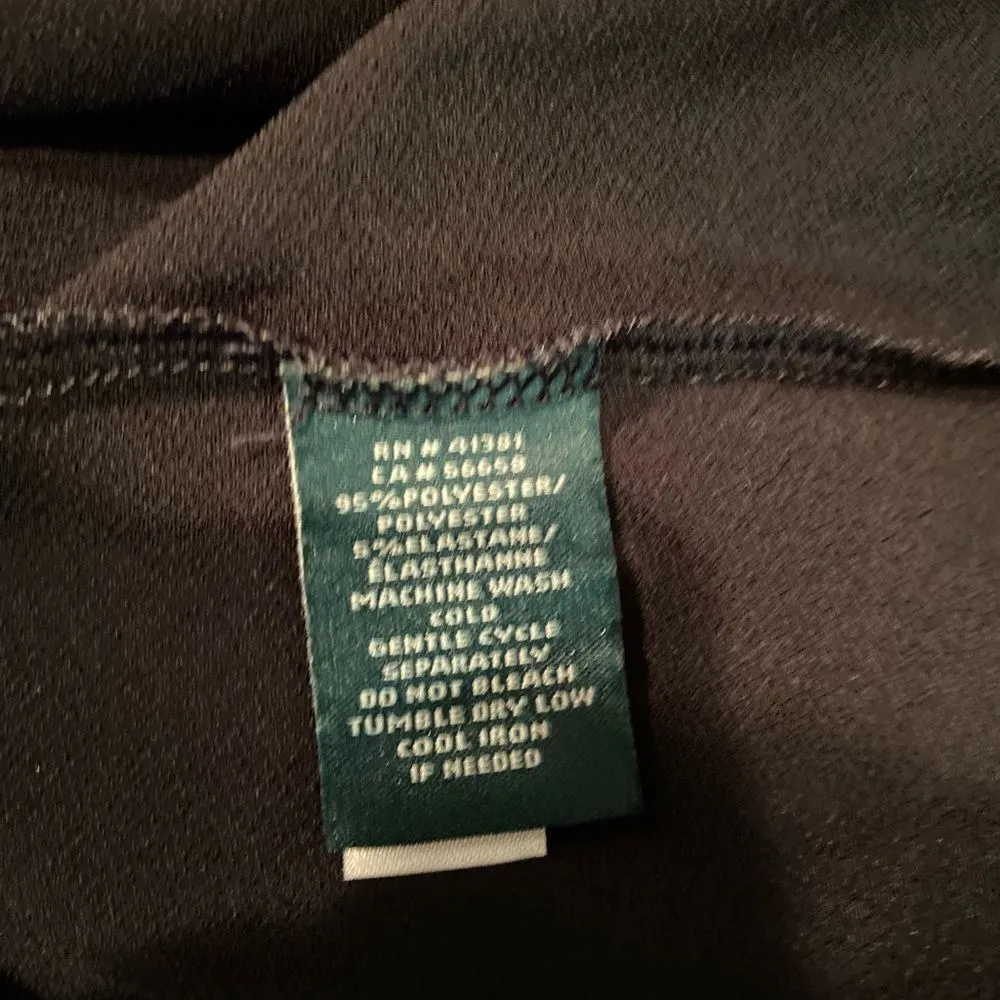 RN # 41381
CA # 56658
95%POLYESTER/
POLYESTER
5%ELASTANE/
ELASTHANNE
MACHINE WASH
COLD
GENTLE CYCLE
SEPARATELY
DO NOT BLEACH
TUMBLE DRY LOW
COOL IRON
IF NEEDED